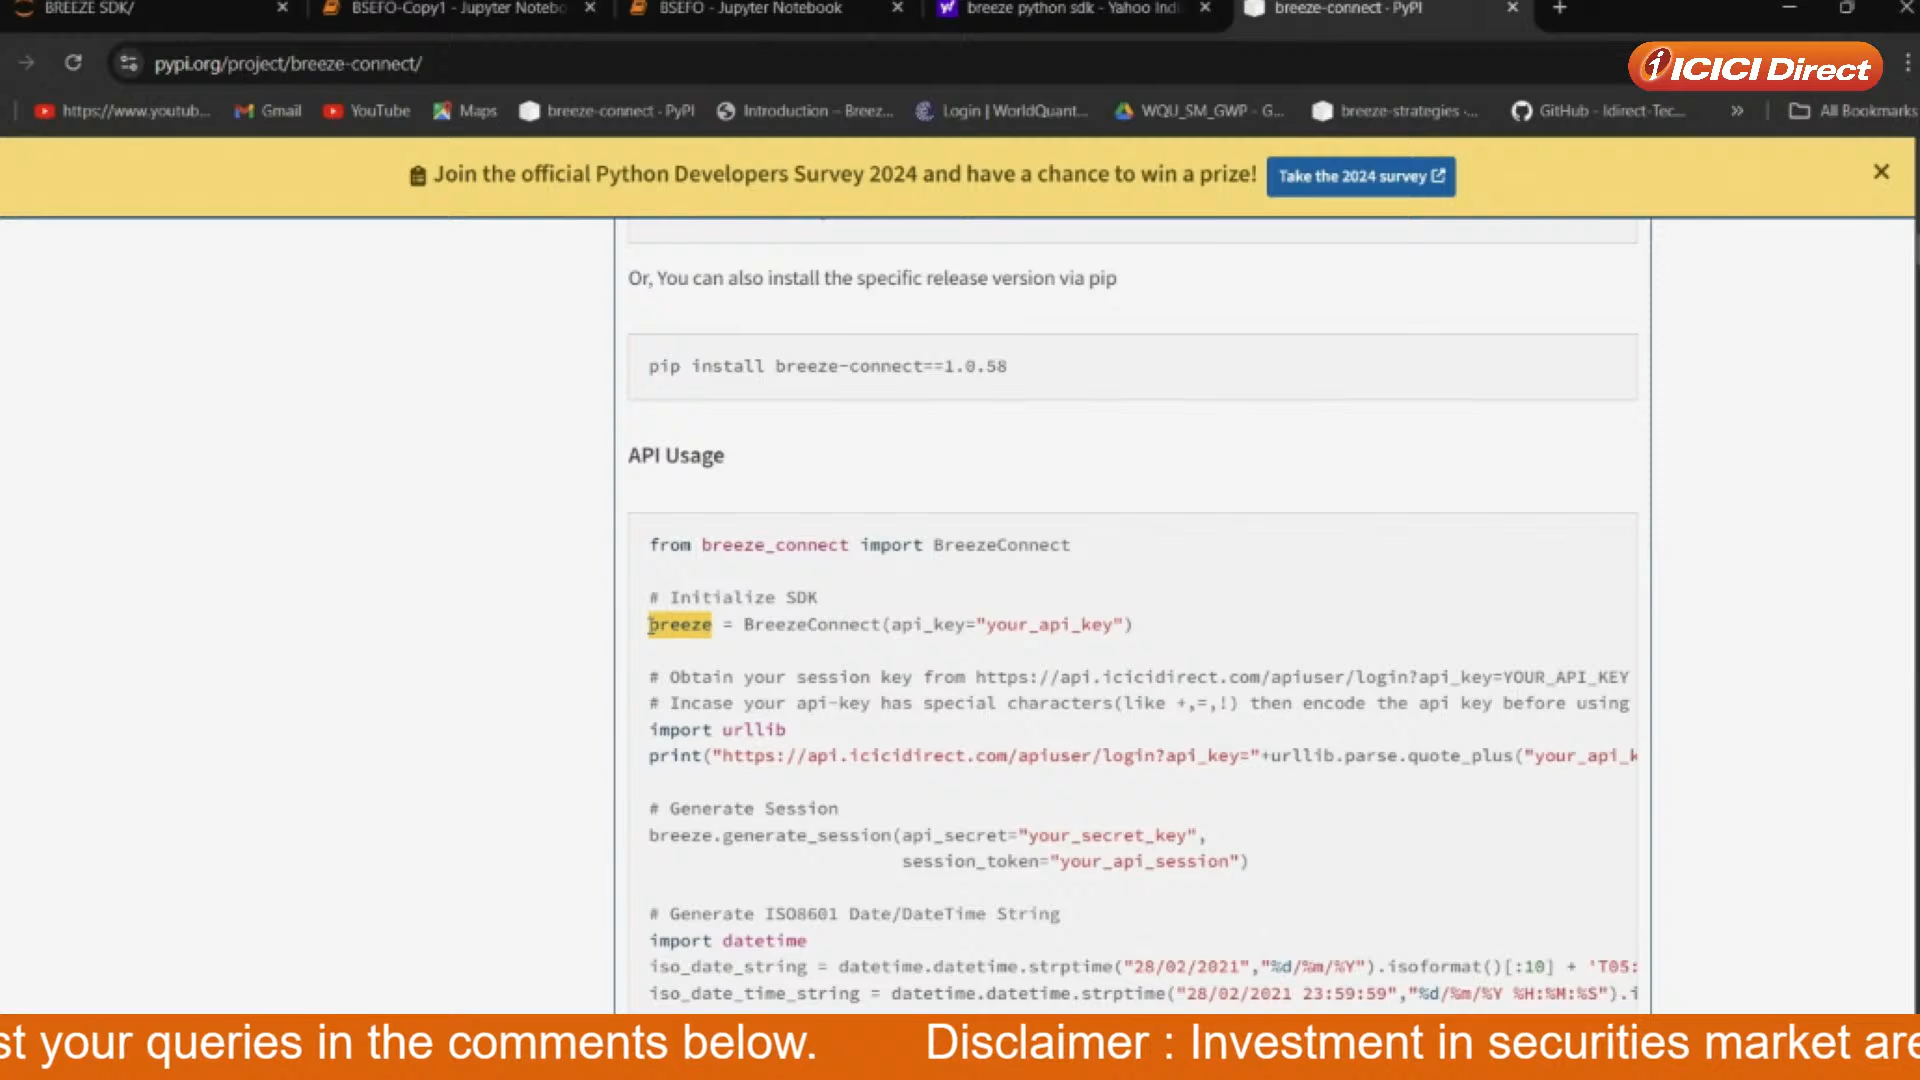 BREEZE SDK/
BSEFO-Copy1 - Jupyter Notebo
BSEFO - Jupyter Notebook
breeze python sdk - Yahoo Indi
breeze-connect · PyPI
pypi.org/project/breeze-connect/
ICICI Direct
https://www.youtub...
Gmail
YouTube
Maps
breeze-connect · PyPI
Introduction – Breez...
Login | WorldQuant...
WQU_SM_GWP - G...
breeze-strategies ·...
GitHub - Idirect-Tec...
»
All Bookmarks
Join the official Python Developers Survey 2024 and have a chance to win a prize!
Take the 2024 survey
Or, You can also install the specific release version via pip
pip install breeze-connect==1.0.58
API Usage
from breeze_connect import BreezeConnect
# Initialize SDK
breeze = BreezeConnect(api_key="your_api_key")
# Obtain your session key from https://api.icicidirect.com/apiuser/login?api_key=YOUR_API_KEY
# Incase your api-key has special characters(like +,=,!) then encode the api key before using
import urllib
print("https://api.icicidirect.com/apiuser/login?api_key="+urllib.parse.quote_plus("your_api_k
# Generate Session
breeze.generate_session(api_secret="your_secret_key",
session_token="your_api_session")
# Generate ISO8601 Date/DateTime String
import datetime
iso_date_string = datetime.datetime.strptime("28/02/2021","%d/%m/%Y").isoformat()[:10] + 'T05:
iso_date_time_string = datetime.datetime.strptime("28/02/2021 23:59:59","%d/%m/%Y %H:%M:%S").i
st your queries in the comments below. Disclaimer : Investment in securities market are